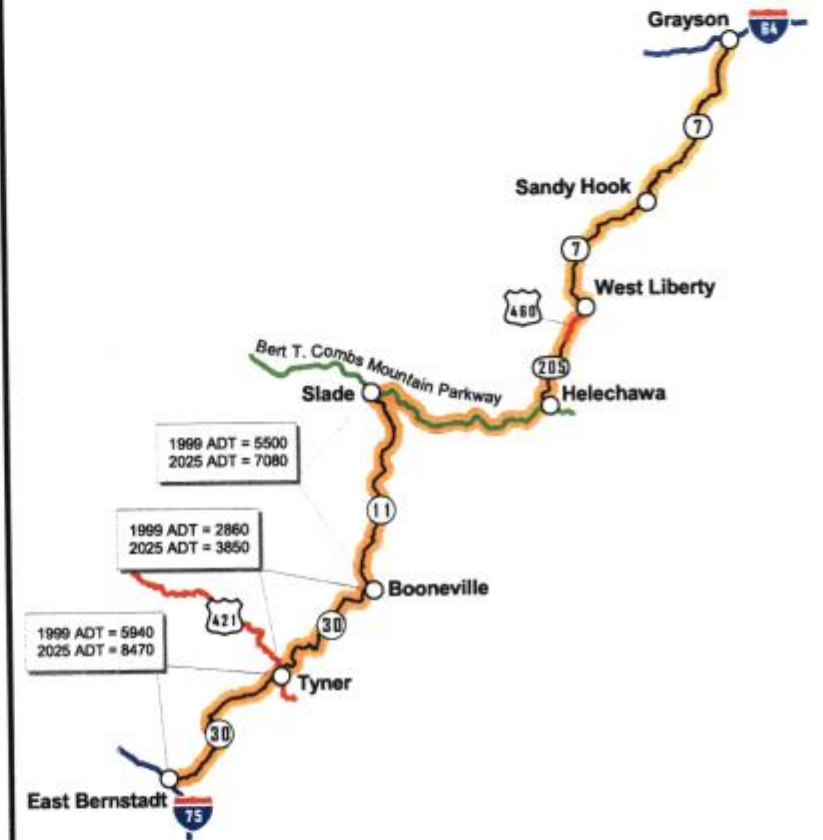 Grayson
64
7
Sandy Hook
7
West Liberty
460
205
Bert T. Combs Mountain Parkway
Slade
Helechawa
1999 ADT = 5500
2025 ADT = 7080
11
1999 ADT = 2860
2025 ADT = 3850
Booneville
421
30
1999 ADT = 5940
2025 ADT = 8470
Tyner
30
East Bernstadt
75